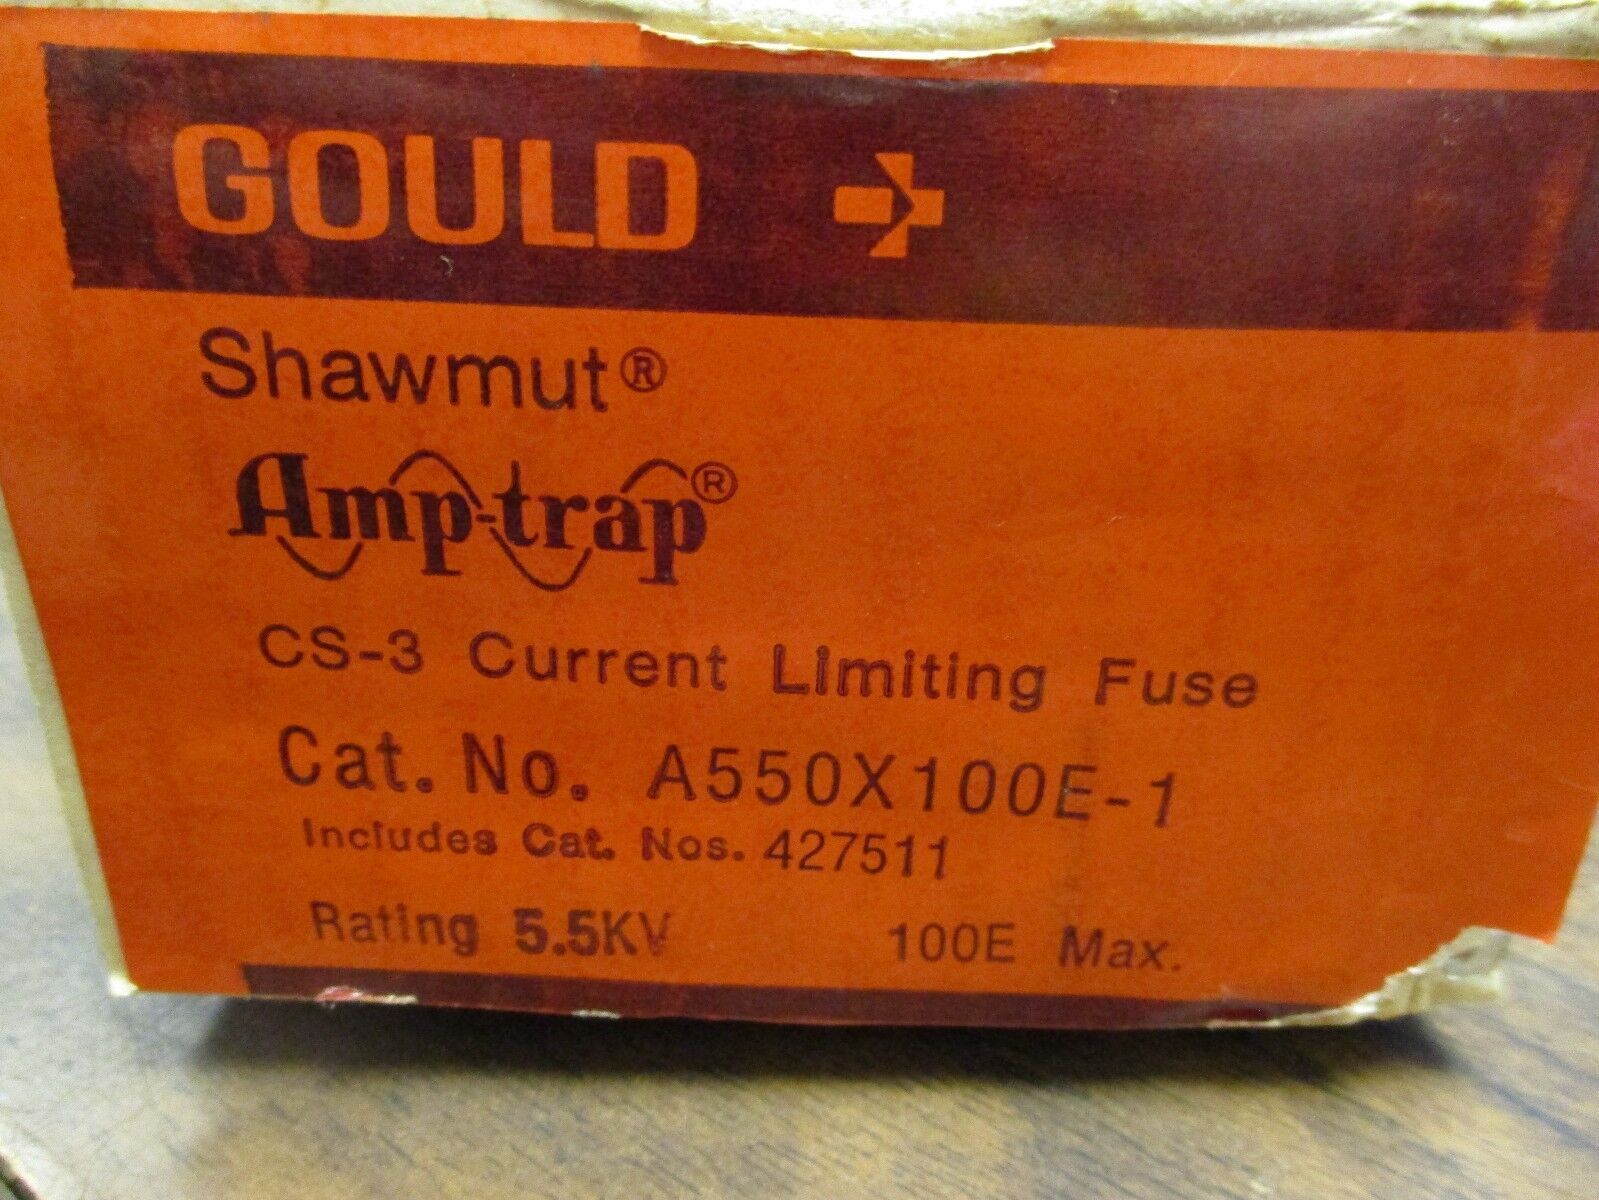 GOULD
Shawmut®
Amp-trap®
CS-3 Current Limiting Fuse
Cat. No. A550X100E-1
Includes Cat. Nos. 427511
Rating 5.5KV 100E Max.